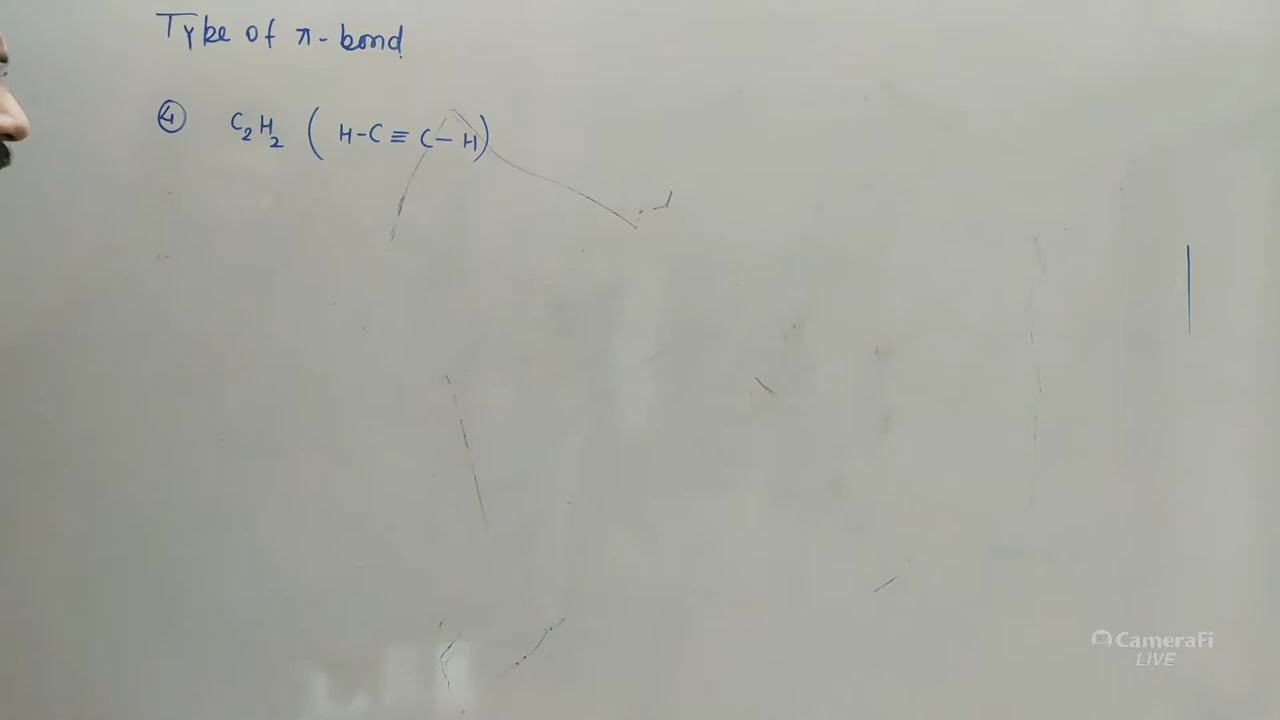 Type of π-bond
④ C₂H₂ ( H-C≡C-H)
CameraFi
LIVE